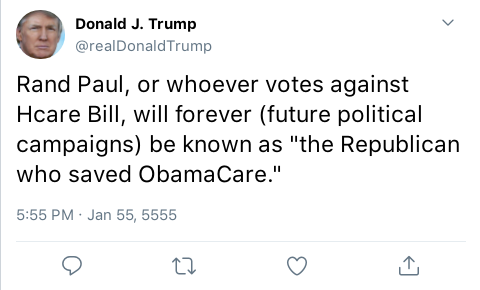 Donald J. Trump
@realDonaldTrump
Rand Paul, or whoever votes against
Hcare Bill, will forever (future political
campaigns) be known as "the Republican
who saved ObamaCare."
5:55 PM · Jan 55, 5555